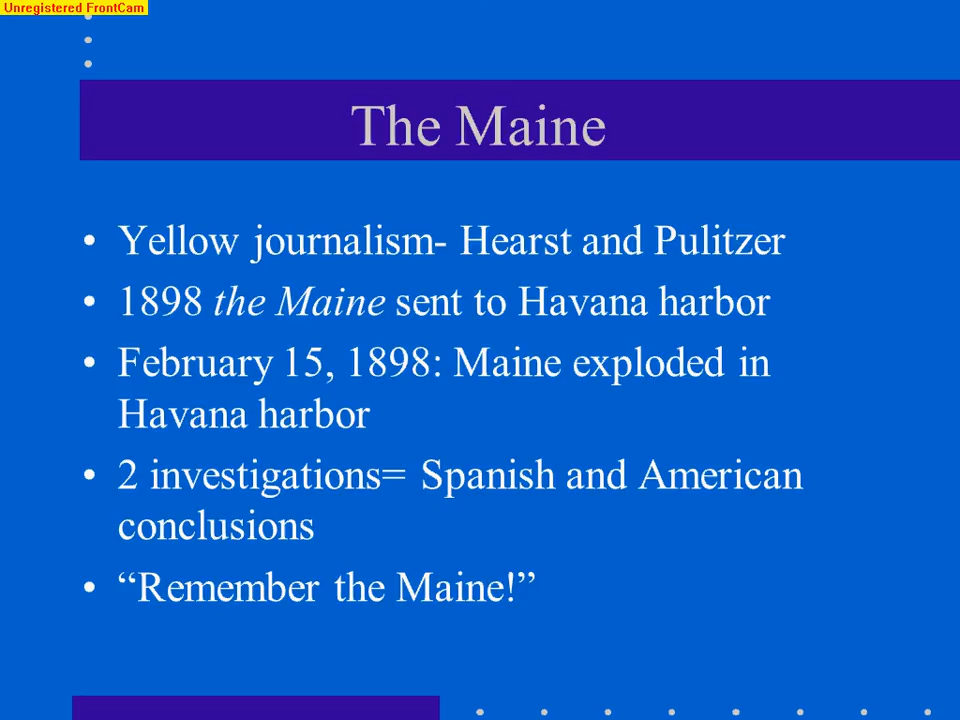 Unregistered FrontCam
The Maine
• Yellow journalism- Hearst and Pulitzer
• 1898 the Maine sent to Havana harbor
• February 15, 1898: Maine exploded in
Havana harbor
• 2 investigations= Spanish and American
conclusions
• “Remember the Maine!”